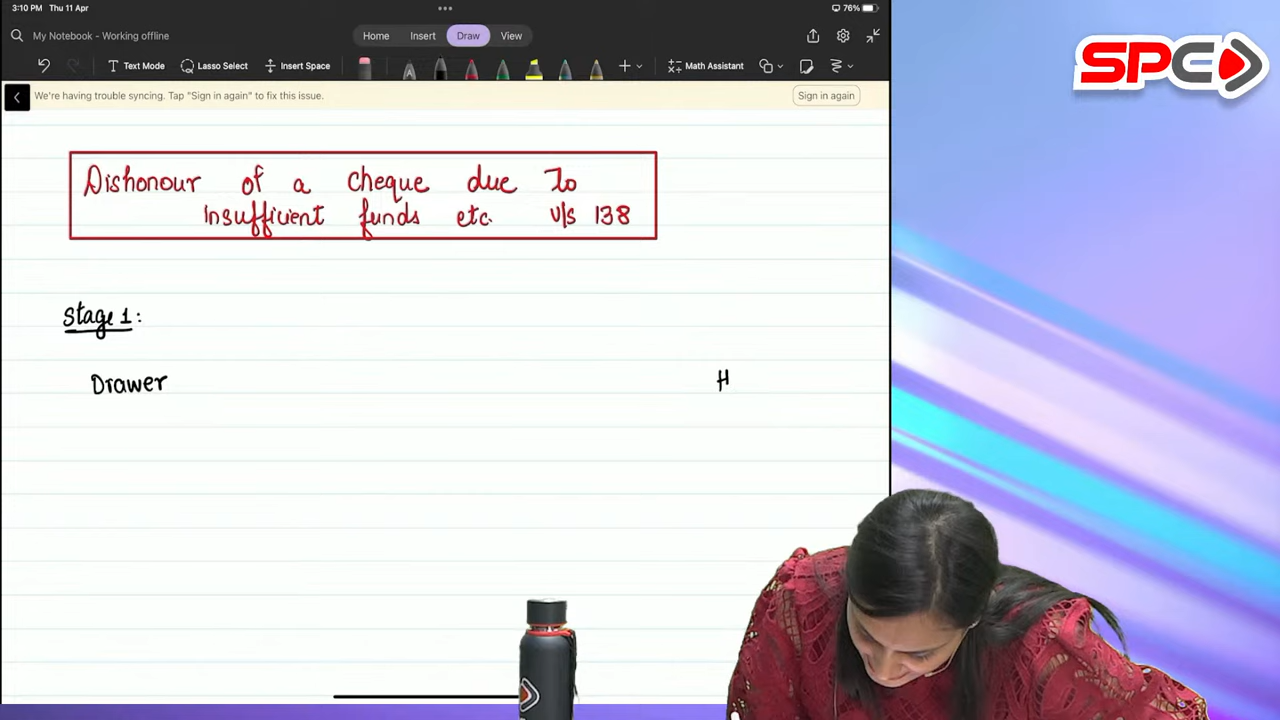 3:10 PM Thu 11 Apr
76%
My Notebook - Working offline
Home Insert Draw View
Text Mode Lasso Select Insert Space Math Assistant
We're having trouble syncing. Tap "Sign in again" to fix this issue.
Sign in again
SPC
Dishonour of a cheque due To
insufficient funds etc. u/s 138
Stage 1:
Drawer H